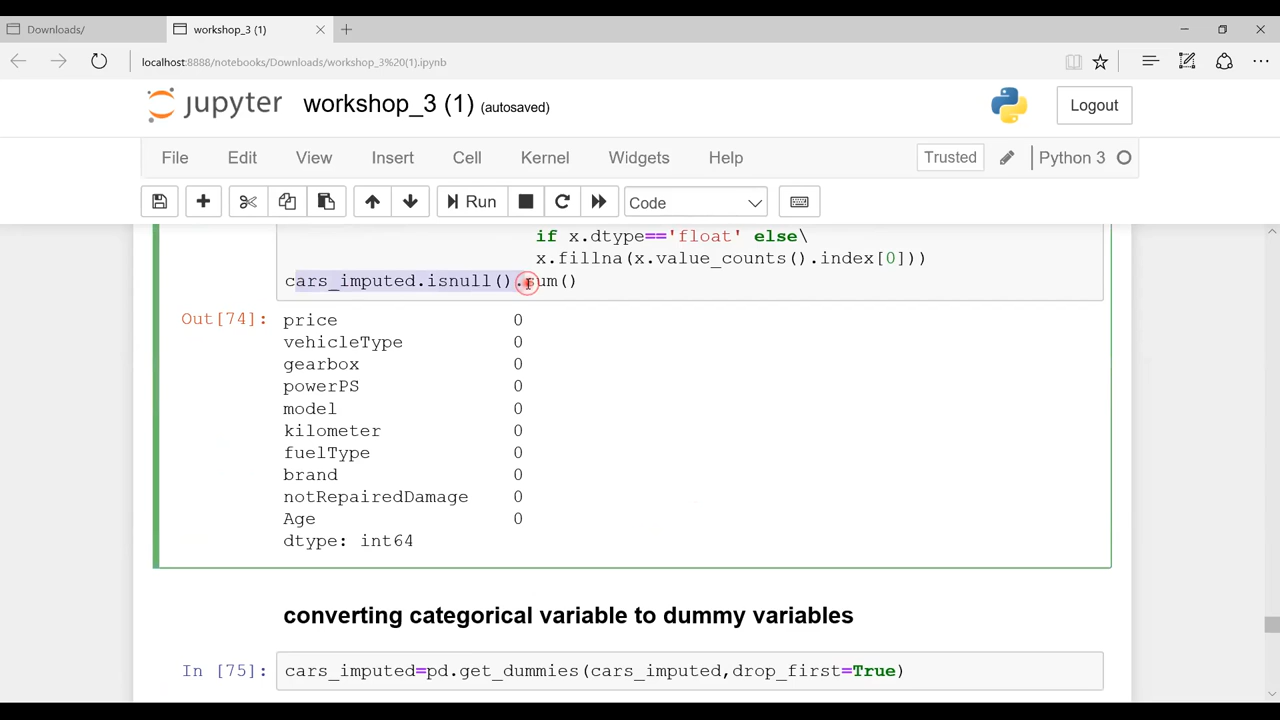 Downloads/
workshop_3 (1)
localhost:8888/notebooks/Downloads/workshop_3%20(1).ipynb
jupyter workshop_3 (1) (autosaved)
Logout
File Edit View Insert Cell Kernel Widgets Help
Trusted
Python 3
Run
Code
if x.dtype=='float' else\
x.fillna(x.value_counts().index[0]))
cars_imputed.isnull().sum()
Out[74]:
price 0
vehicleType 0
gearbox 0
powerPS 0
model 0
kilometer 0
fuelType 0
brand 0
notRepairedDamage 0
Age 0
dtype: int64
converting categorical variable to dummy variables
In [75]: cars_imputed=pd.get_dummies(cars_imputed,drop_first=True)